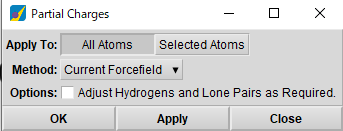 Partial Charges
Apply To: All Atoms Selected Atoms
Method: Current Forcefield
Options: Adjust Hydrogens and Lone Pairs as Required.
OK Apply Close